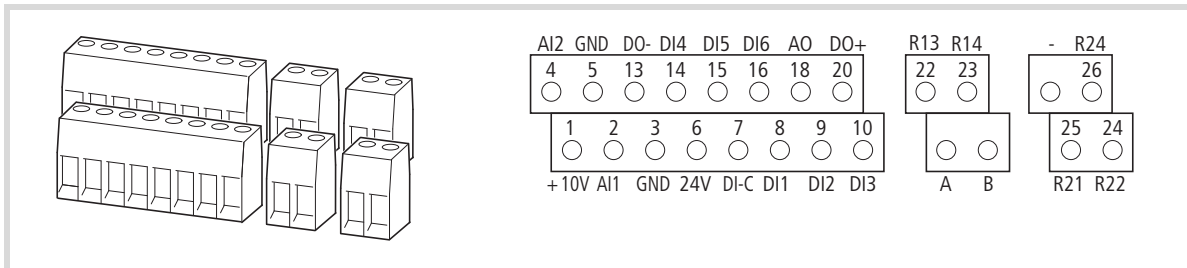 AI2 GND DO- DI4 DI5 DI6 AO DO+ R13 R14 - R24
4 5 13 14 15 16 18 20 22 23 26
1 2 3 6 7 8 9 10 25 24
+10V AI1 GND 24V DI-C DI1 DI2 DI3 A B R21 R22